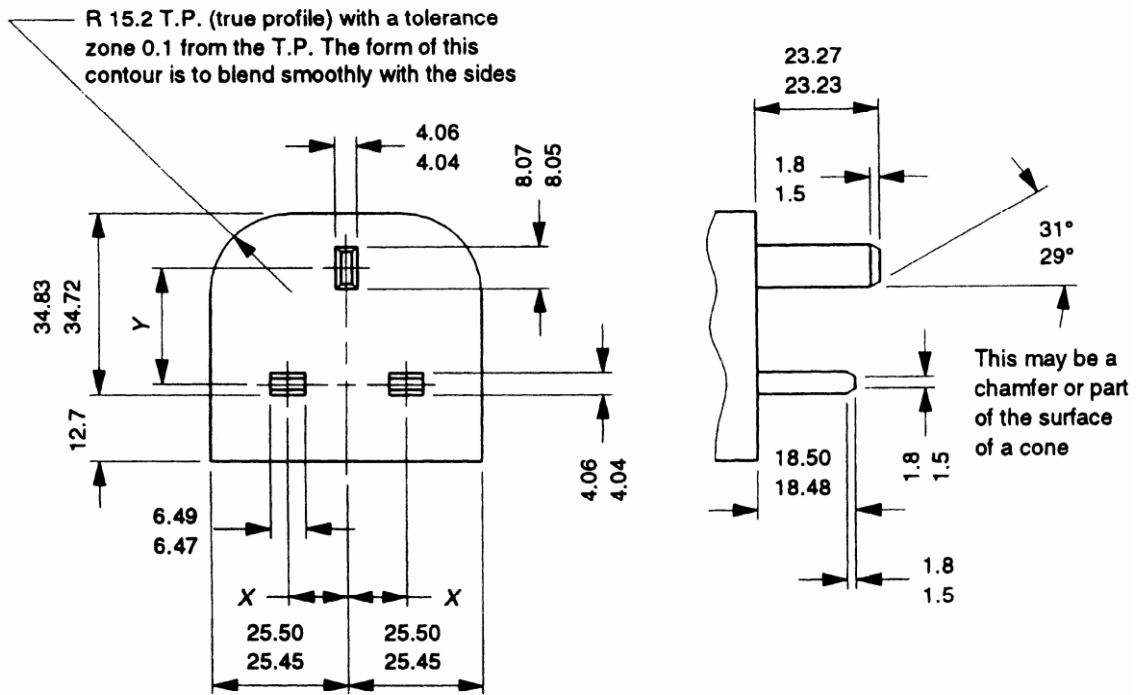 R 15.2 T.P. (true profile) with a tolerance
zone 0.1 from the T.P. The form of this
contour is to blend smoothly with the sides
4.06
4.04
8.07
8.05
34.83
34.72
Y
12.7
6.49
6.47
4.06
4.04
X
X
25.50
25.45
25.50
25.45
23.27
23.23
1.8
1.5
31°
29°
This may be a
chamfer or part
of the surface
of a cone
18.50
18.48
1.8
1.5
1.8
1.5